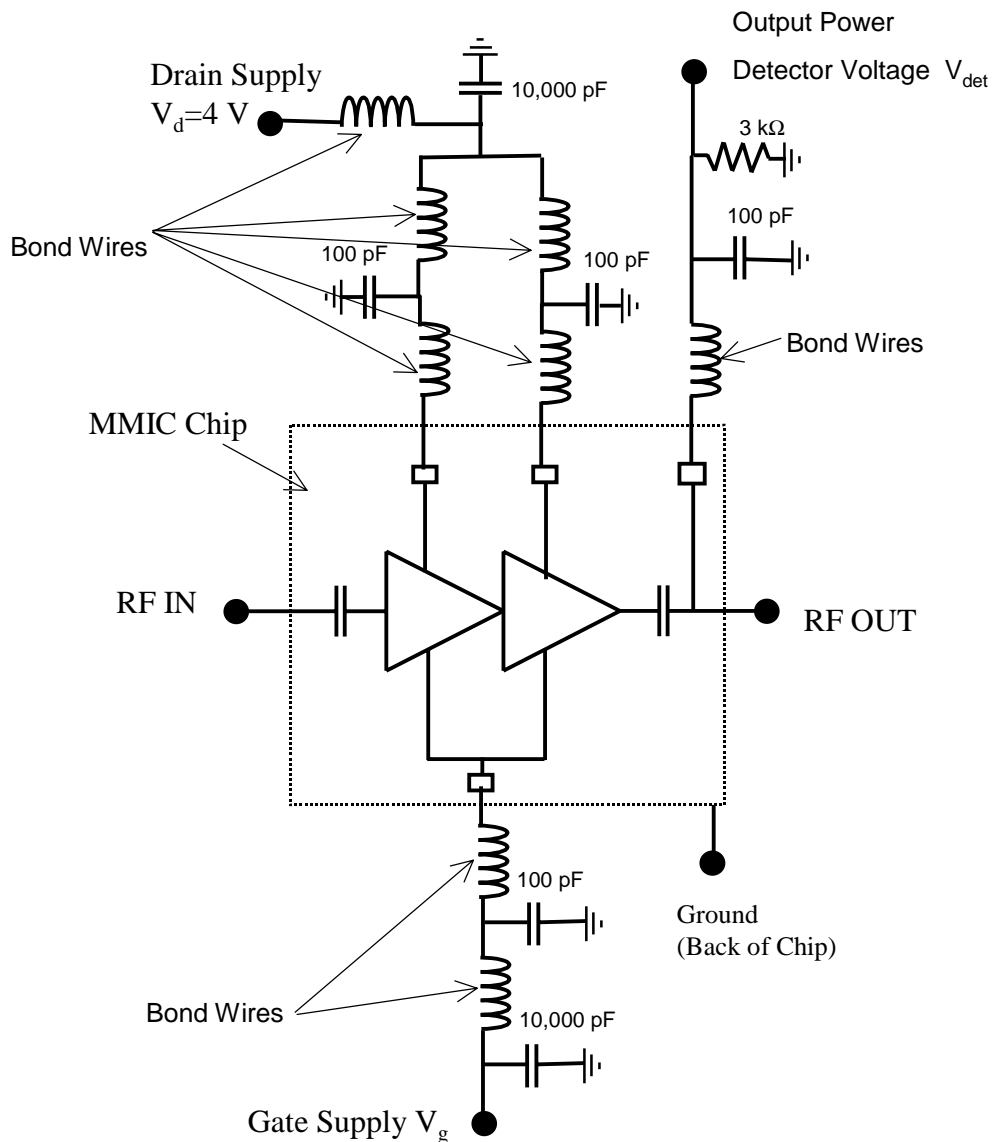 Output Power
Detector Voltage V_det
Drain Supply
V_d=4 V
10,000 pF
3 kΩ
100 pF
Bond Wires
100 pF
100 pF
Bond Wires
MMIC Chip
RF IN
RF OUT
100 pF
Ground
(Back of Chip)
Bond Wires
10,000 pF
Gate Supply V_g